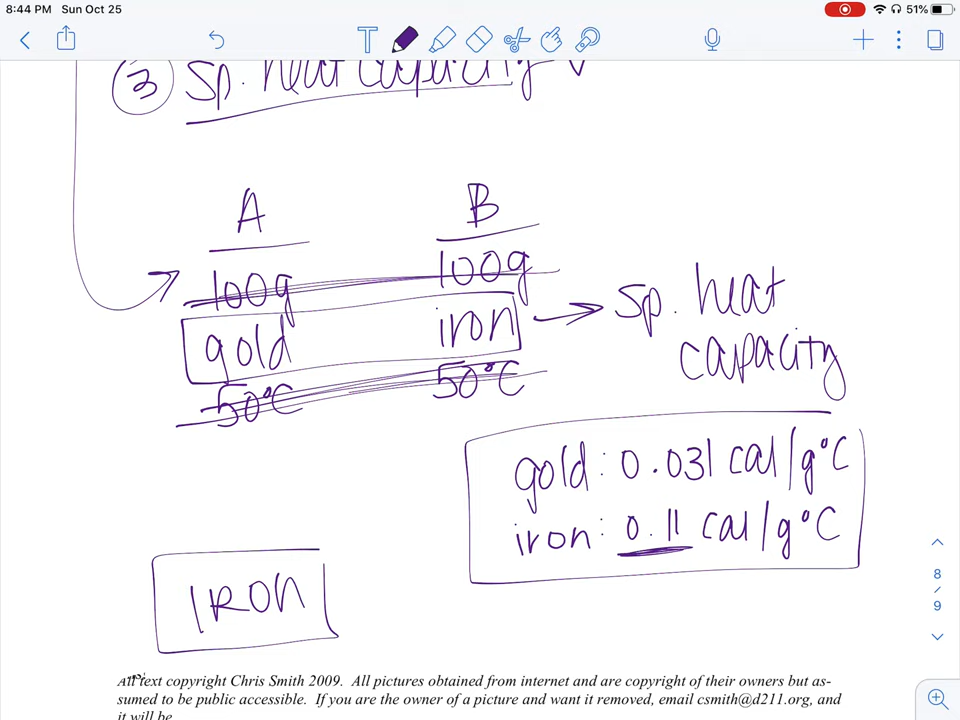 8:44 PM Sun Oct 25
51%
T
3 Sp. heat capacity
A B
100g 100g
gold iron
50°C 50°C
Sp. heat
capacity
gold: 0.031 cal/g°C
iron: 0.11 cal/g°C
IRON
8
/
9
All text copyright Chris Smith 2009. All pictures obtained from internet and are copyright of their owners but as-
sumed to be public accessible. If you are the owner of a picture and want it removed, email csmith@d211.org, and
it will be